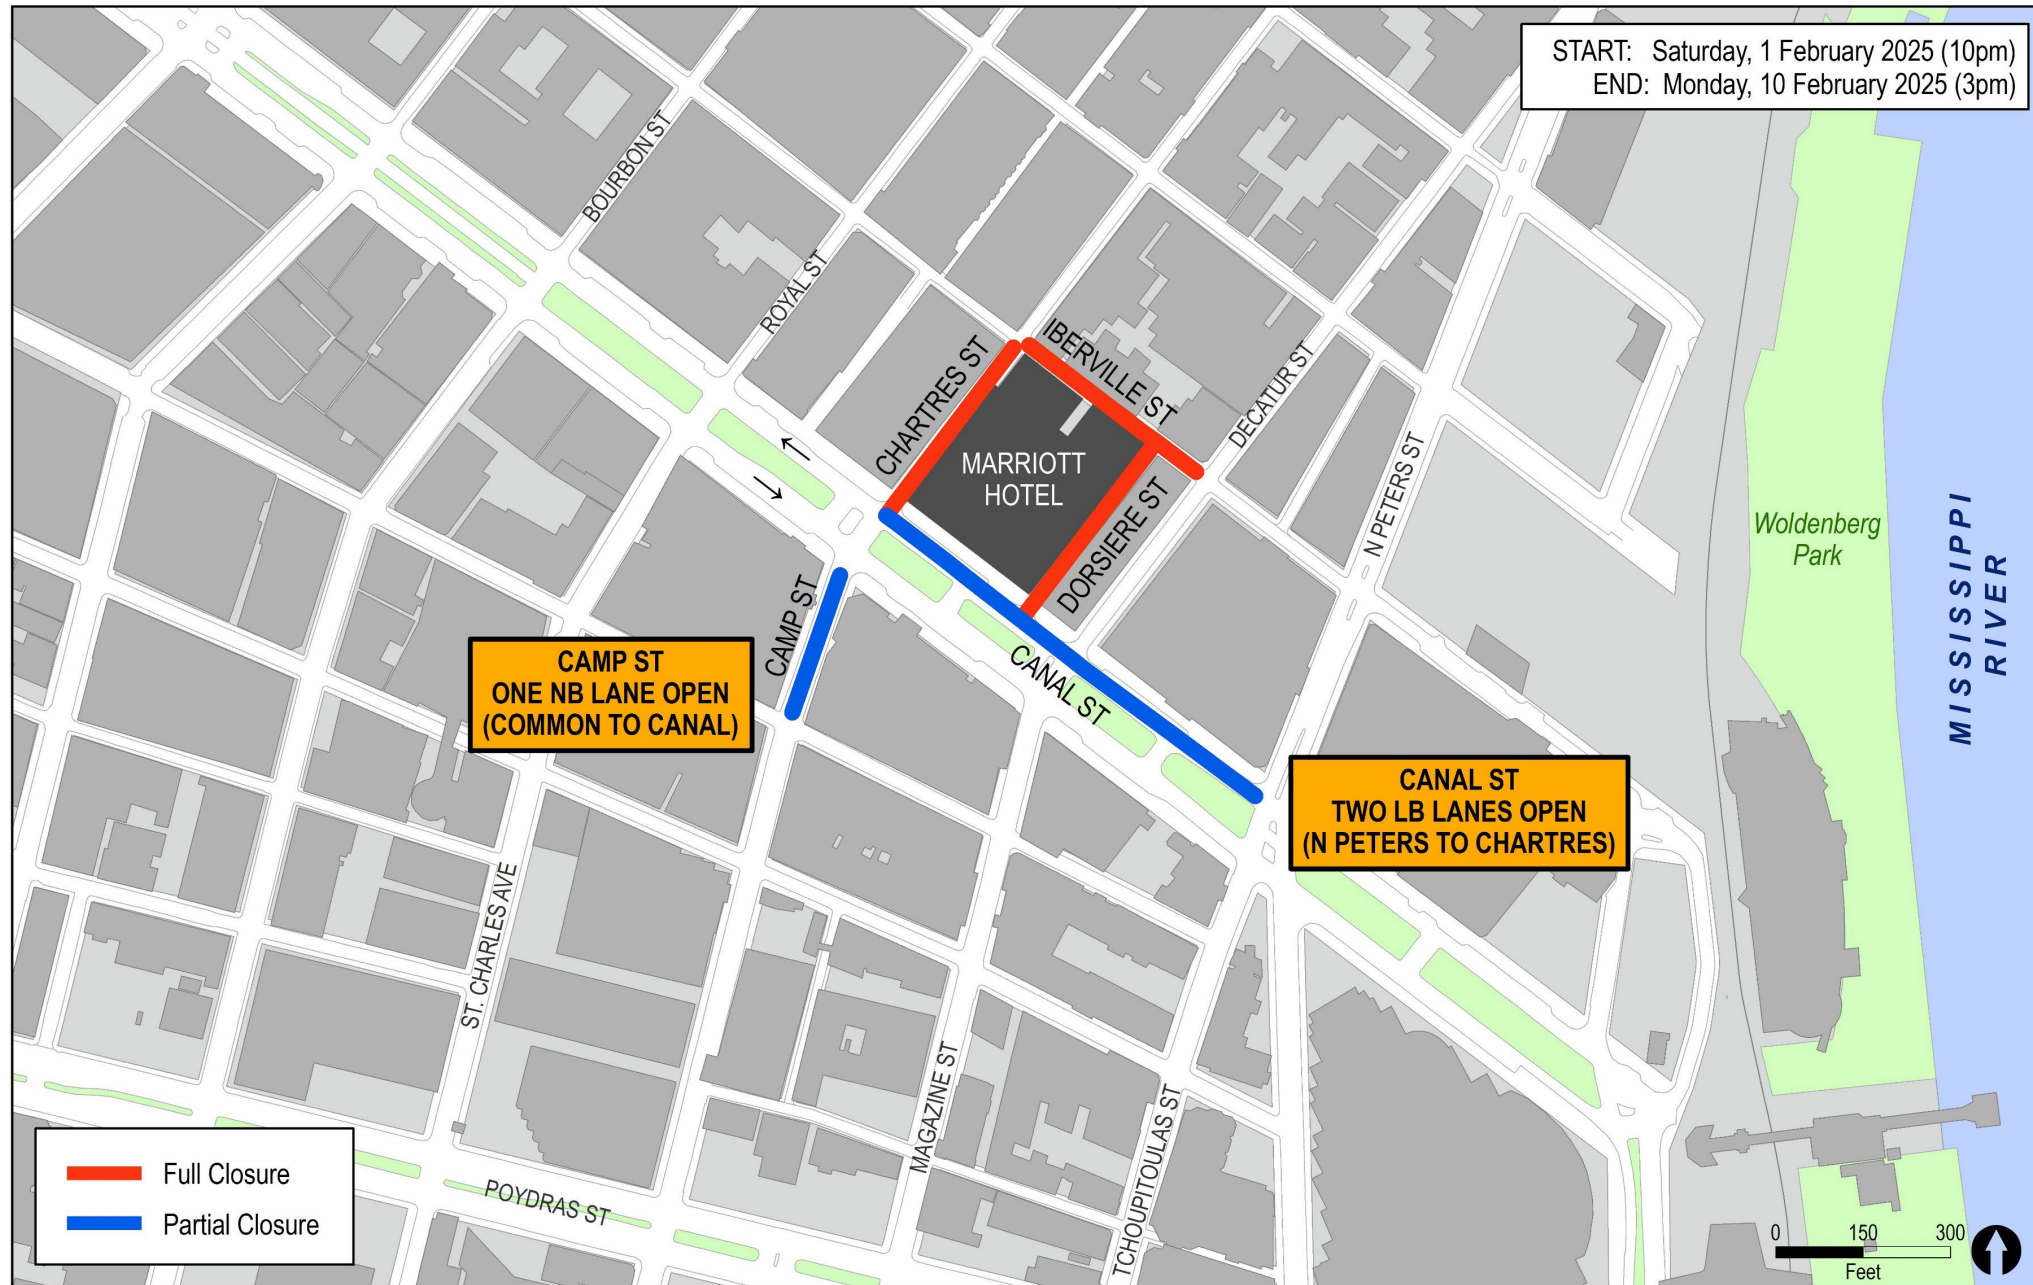 START: Saturday, 1 February 2025 (10pm)
END: Monday, 10 February 2025 (3pm)
BOURBON ST
ROYAL ST
CHARTRES ST
IBERVILLE ST
DECATUR ST
N PETERS ST
MARRIOTT
HOTEL
DORSIERE ST
Woldenberg
Park
MISSISSIPPI
RIVER
CAMP ST
CANAL ST
CAMP ST
ONE NB LANE OPEN
(COMMON TO CANAL)
CANAL ST
TWO LB LANES OPEN
(N PETERS TO CHARTRES)
ST. CHARLES AVE
MAGAZINE ST
TCHOUPITOULAS ST
POYDRAS ST
Full Closure
Partial Closure
0 150 300
Feet